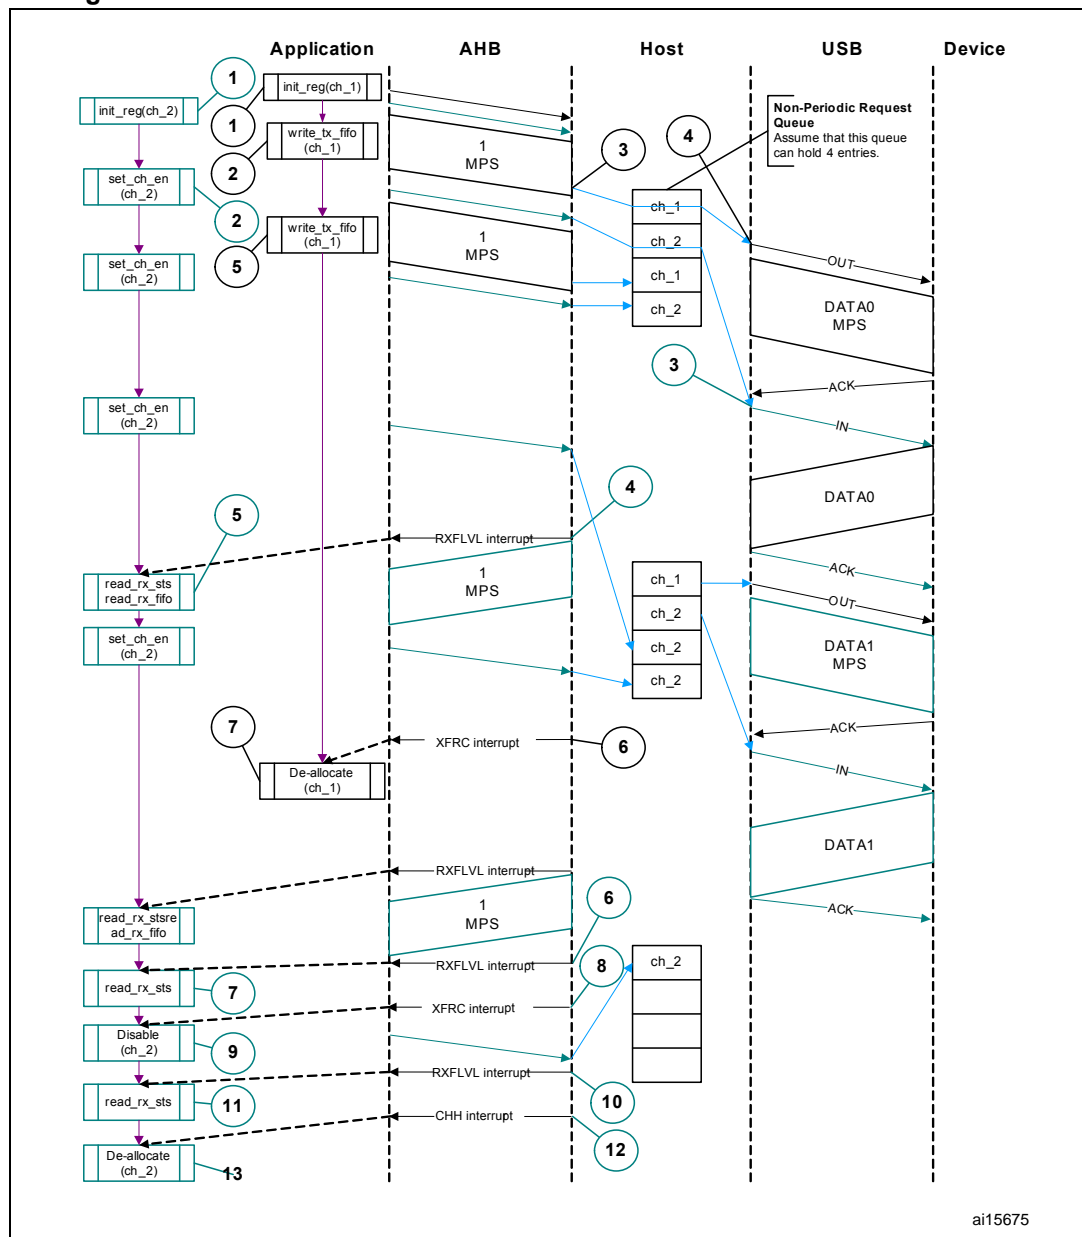 Application AHB Host USB Device
1
init_reg(ch_2)
init_reg(ch_1)
1
Non-Periodic Request
Queue
Assume that this queue
can hold 4 entries.
write_tx_fifo
(ch_1)
1
MPS
3
4
2
set_ch_en
(ch_2)
2
ch_1
write_tx_fifo
(ch_1)
1
MPS
ch_2
5
set_ch_en
(ch_2)
OUT
ch_1
ch_2
DATA0
MPS
3
ACK
set_ch_en
(ch_2)
IN
4
DATA0
5
RXFLVL interrupt
read_rx_sts
read_rx_fifo
1
MPS
ch_1
ACK
OUT
ch_2
set_ch_en
(ch_2)
ch_2
DATA1
MPS
ch_2
7
XFRC interrupt
6
ACK
De-allocate
(ch_1)
IN
DATA1
RXFLVL interrupt
6
read_rx_stsre
ad_rx_fifo
1
MPS
ACK
RXFLVL interrupt
8
ch_2
read_rx_sts
7
XFRC interrupt
Disable
(ch_2)
9
RXFLVL interrupt
read_rx_sts
11
10
CHH interrupt
12
De-allocate
(ch_2)
13
ai15675